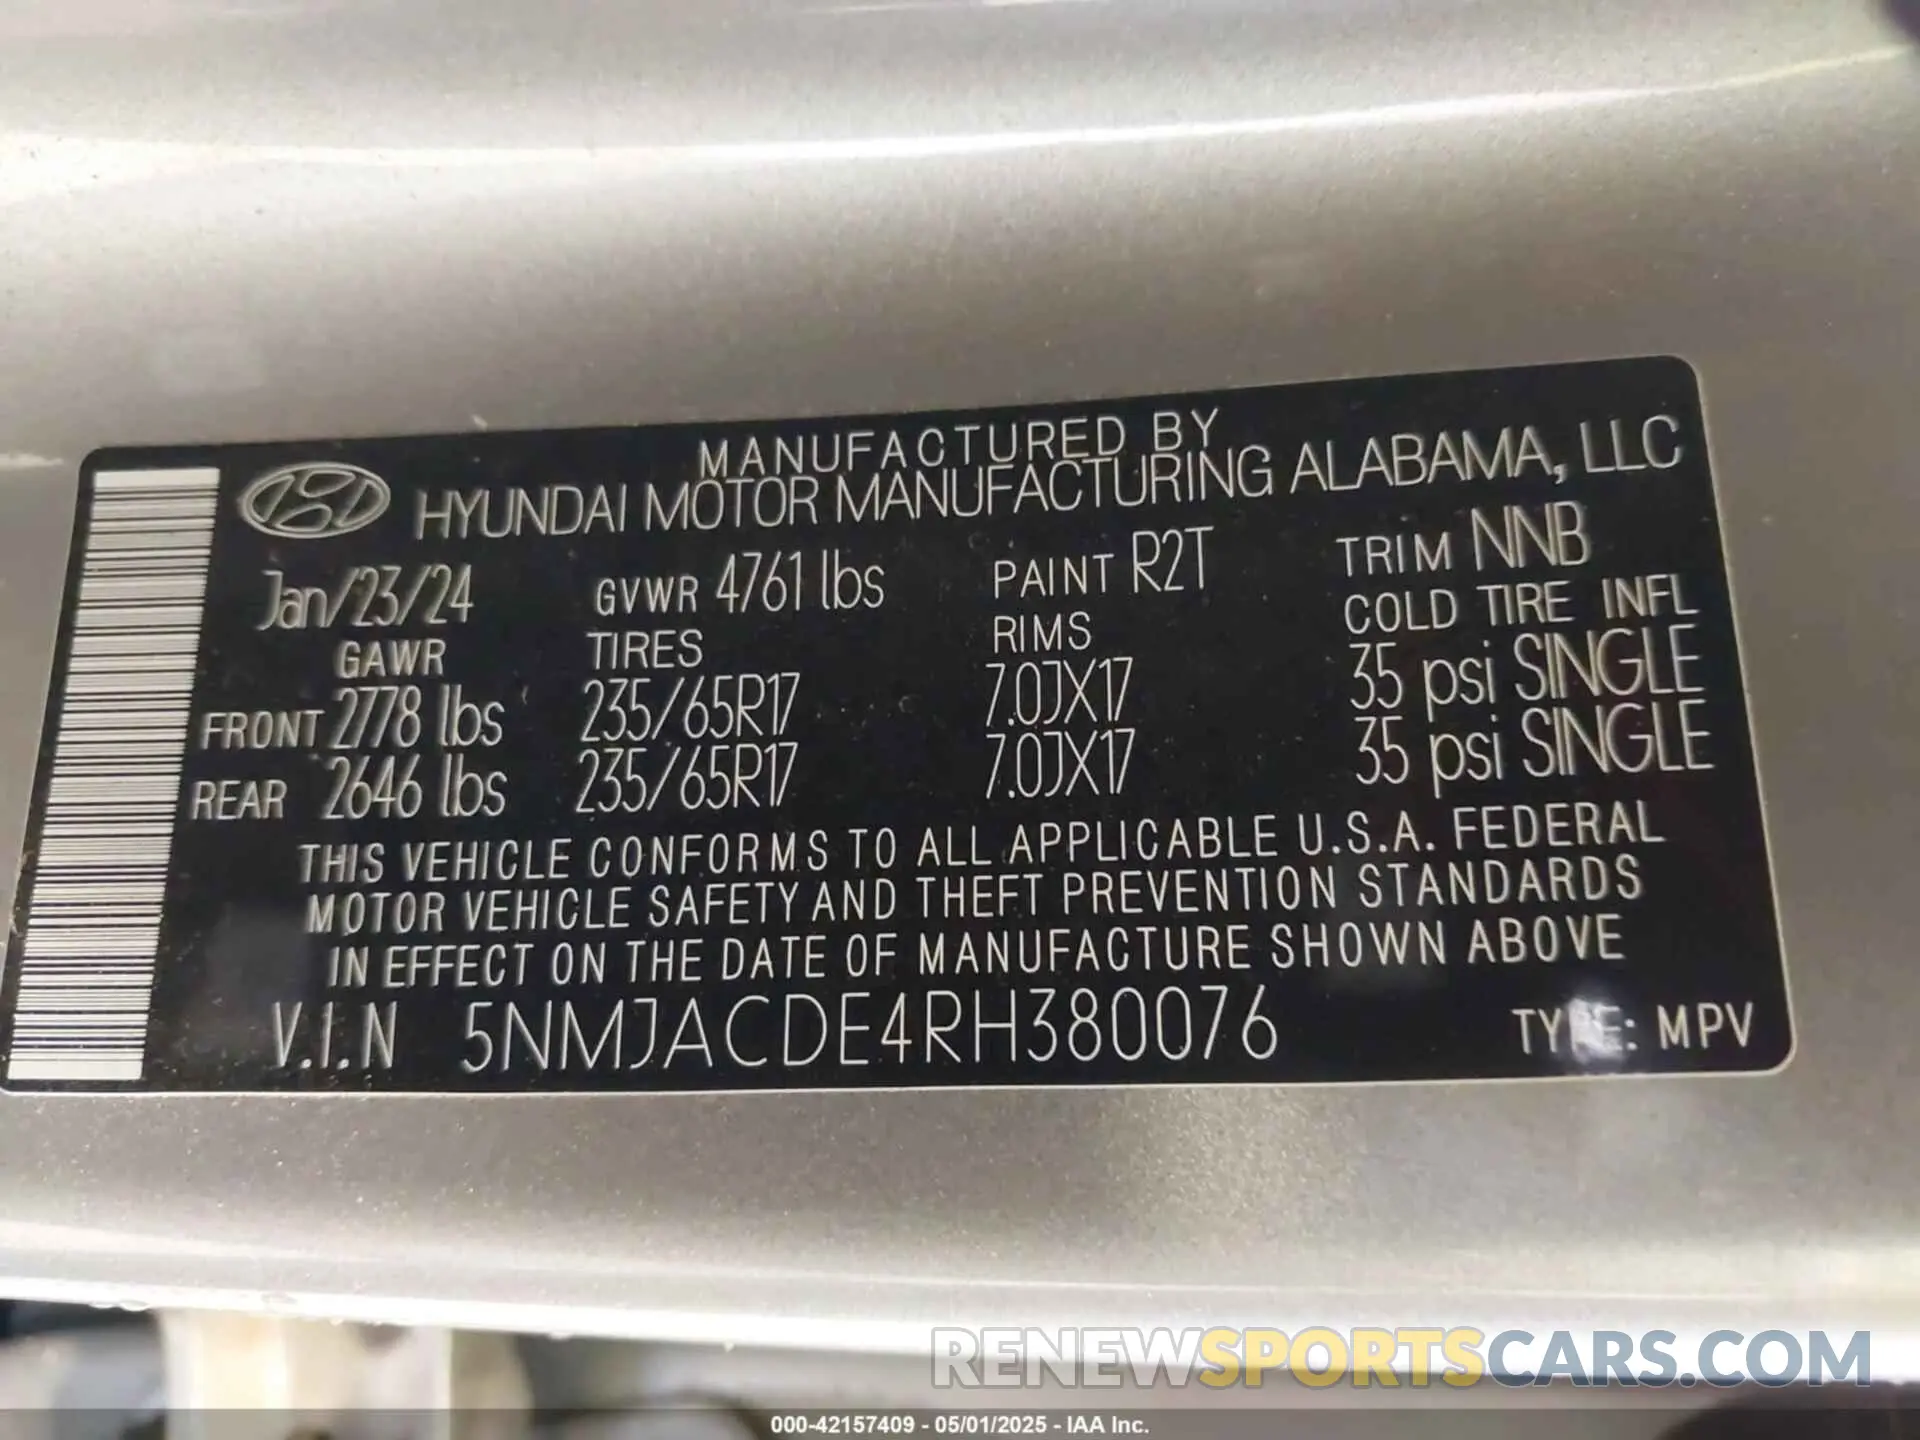 MANUFACTURED BY
HYUNDAI MOTOR MANUFACTURING ALABAMA, LLC
Jan/23/24 GVWR 4761 lbs PAINT R2T TRIM NNB
GAWR TIRES RIMS COLD TIRE INFL
FRONT 2778 lbs 235/65R17 7.0JX17 35 psi SINGLE
REAR 2646 lbs 235/65R17 7.0JX17 35 psi SINGLE
THIS VEHICLE CONFORMS TO ALL APPLICABLE U.S.A. FEDERAL
MOTOR VEHICLE SAFETY AND THEFT PREVENTION STANDARDS
IN EFFECT ON THE DATE OF MANUFACTURE SHOWN ABOVE
V.I.N 5NMJACDE4RH380076 TYPE: MPV
RENEWSPORTSCARS.COM
000-42157409 - 05/01/2025 - IAA Inc.